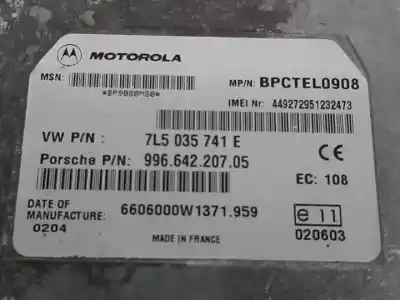 MOTOROLA
MSN:
MP/N: BPCTEL0908
IMEI Nr: 449272951232473
VW P/N : 7L5 035 741 E
Porsche P/N: 996.642.207.05
CE
EC: 108
DATE OF
MANUFACTURE: 6606000W1371.959
0204
e 11
020603
MADE IN FRANCE